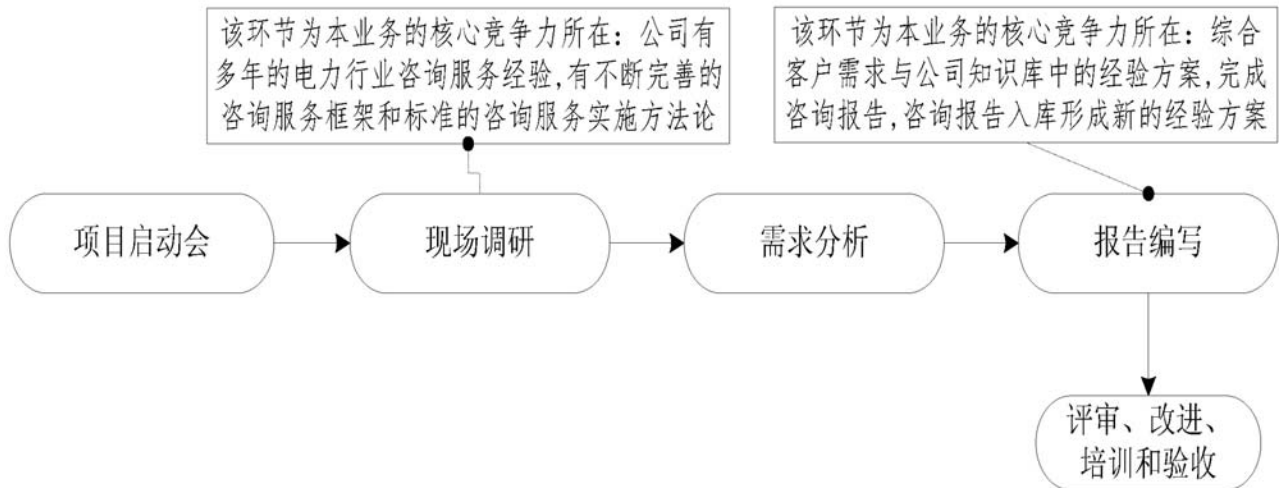 该环节为本业务的核心竞争力所在：公司有
多年的电力行业咨询服务经验,有不断完善的
咨询服务框架和标准的咨询服务实施方法论
该环节为本业务的核心竞争力所在：综合
客户需求与公司知识库中的经验方案,完成
咨询报告,咨询报告入库形成新的经验方案
项目启动会
现场调研
需求分析
报告编写
评审、改进、
培训和验收